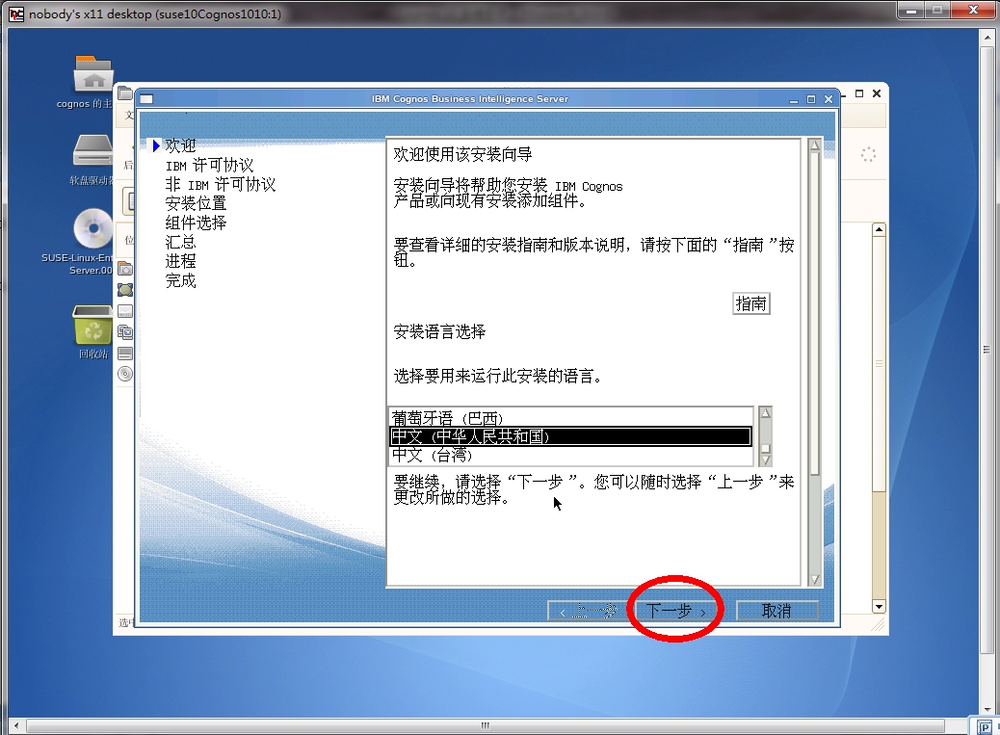 nobody's x11 desktop (suse10Cognos1010:1)
cognos 的主
软盘驱动器
SUSE-Linux-Ent
Server.00
回收站
文
后
位
选中
IBM Cognos Business Intelligence Server
欢迎
IBM 许可协议
非 IBM 许可协议
安装位置
组件选择
汇总
进程
完成
欢迎使用该安装向导
安装向导将帮助您安装 IBM Cognos
产品或向现有安装添加组件。
要查看详细的安装指南和版本说明，请按下面的“指南”按
钮。
指南
安装语言选择
选择要用来运行此安装的语言。
葡萄牙语 (巴西)
中文 (中华人民共和国)
中文 (台湾)
要继续，请选择“下一步”。您可以随时选择“上一步”来
更改所做的选择。
下一步 >
取消